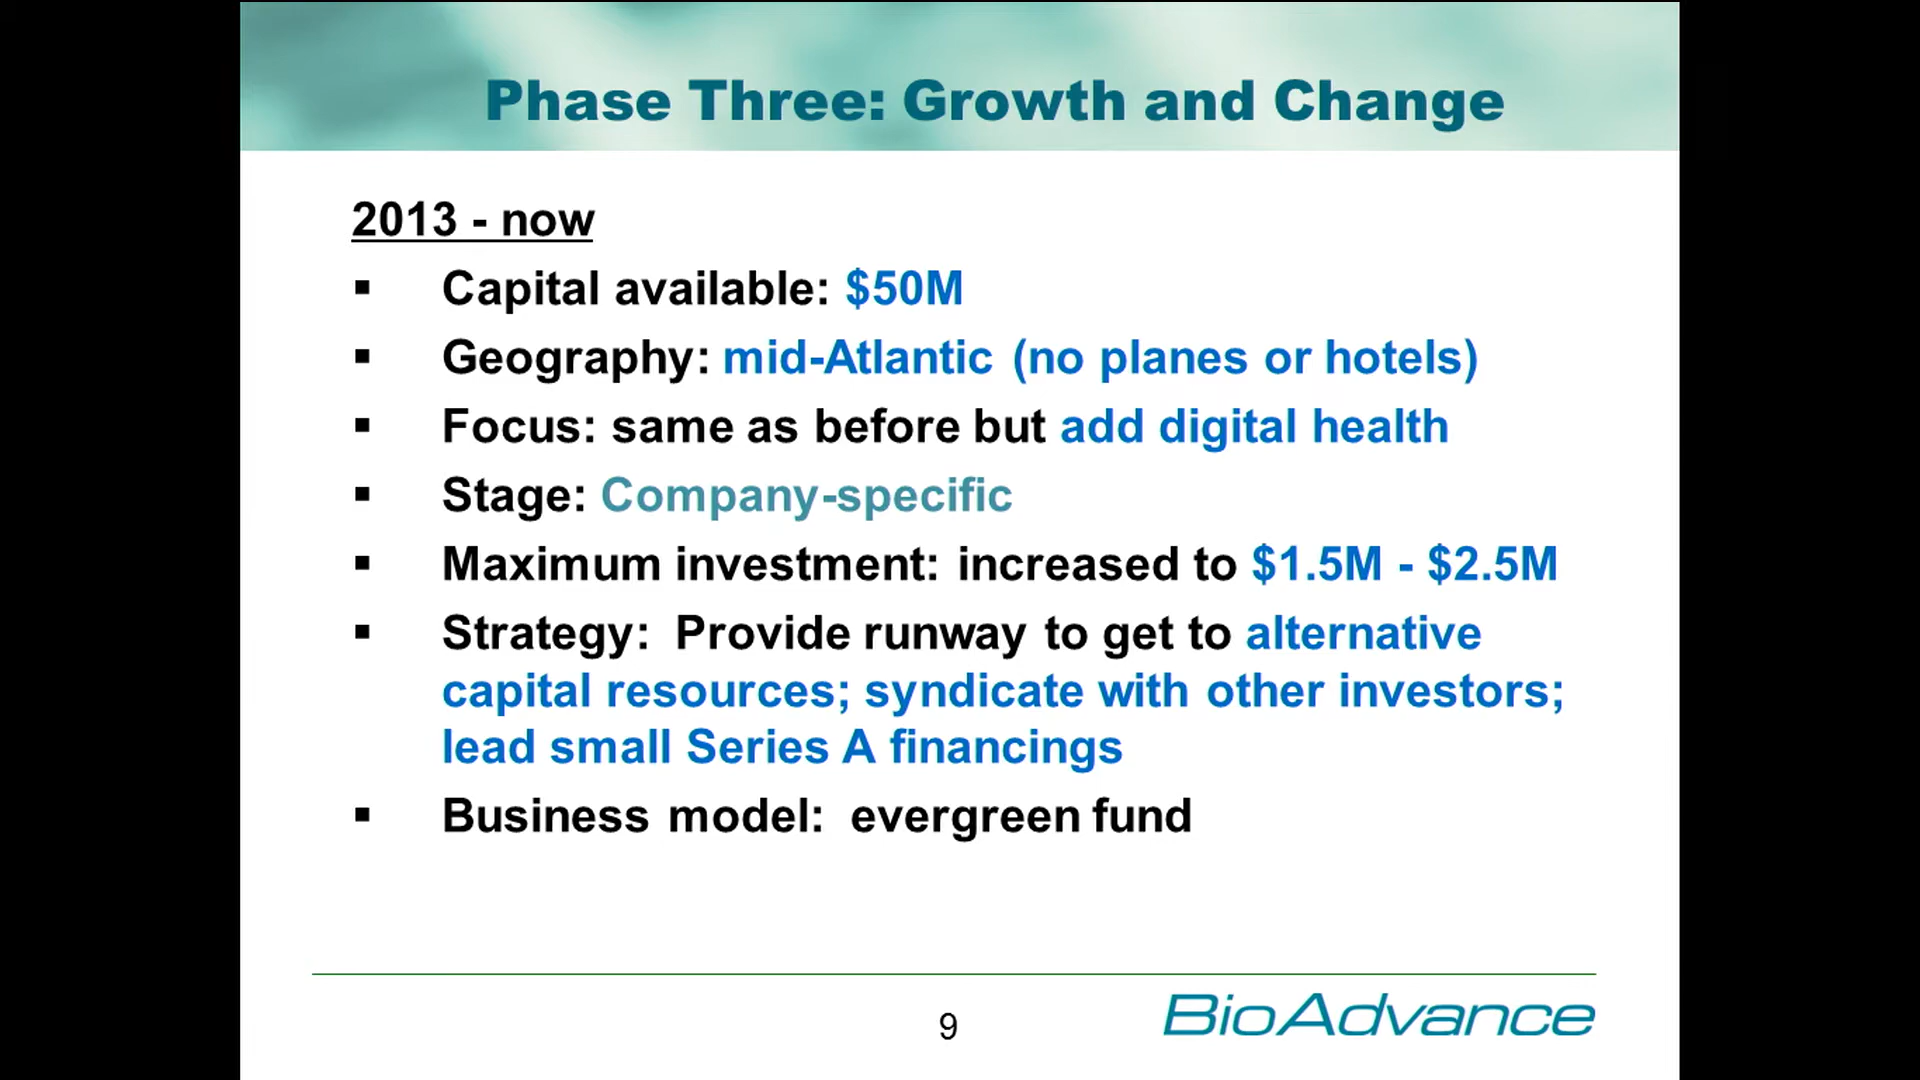 Phase Three: Growth and Change
2013 - now
▪ Capital available: $50M
▪ Geography: mid-Atlantic (no planes or hotels)
▪ Focus: same as before but add digital health
▪ Stage: Company-specific
▪ Maximum investment: increased to $1.5M - $2.5M
▪ Strategy: Provide runway to get to alternative
capital resources; syndicate with other investors;
lead small Series A financings
▪ Business model: evergreen fund
9
BioAdvance